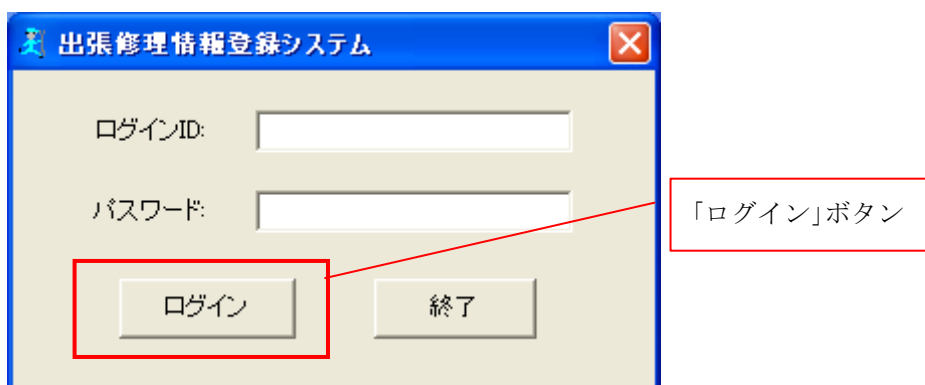 出張修理情報登録システム
ログインID:
パスワード:
「ログイン」ボタン
ログイン
終了